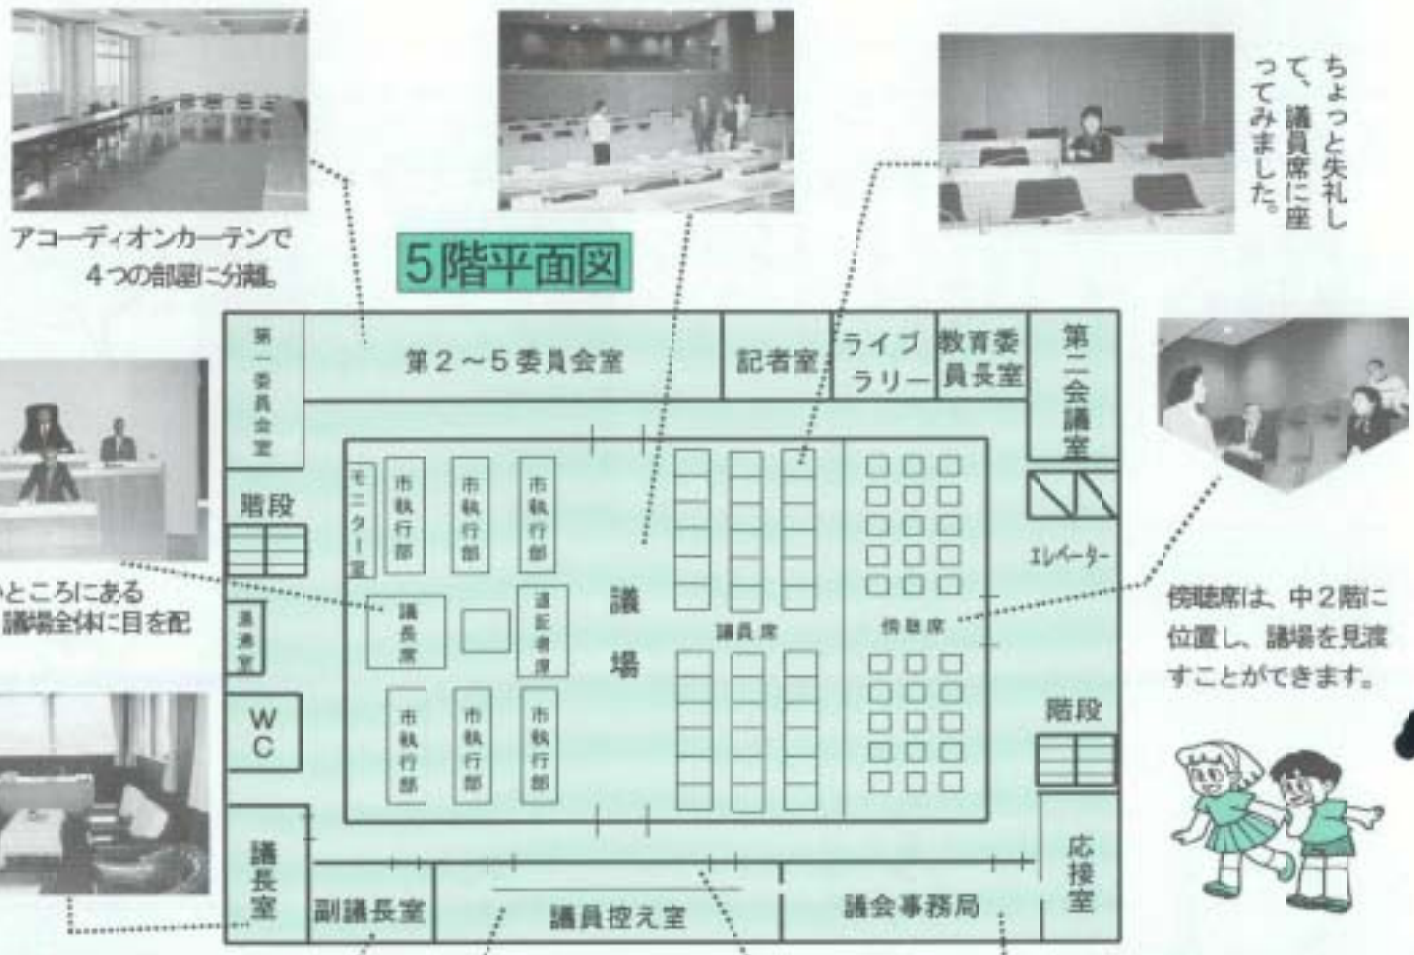 ちょっと失礼し
て、議員席に座
ってみました。
アコーディオンカーテンで
4つの部屋に分離。
5階平面図
第一委員会室
第2～5委員会室
記者室
ライブ
ラリー
教育委
員長室
第二会議室
階段
モニター室
市執行部
市執行部
市執行部
エレベーター
いところにある
議場全体に目を配
湯沸室
議長席
速記者席
議
場
議員席
傍聴席
傍聴席は、中2階に
位置し、議場を見渡
すことができます。
WC
市執行部
市執行部
市執行部
階段
議長室
副議長室
議員控え室
議会事務局
応接室